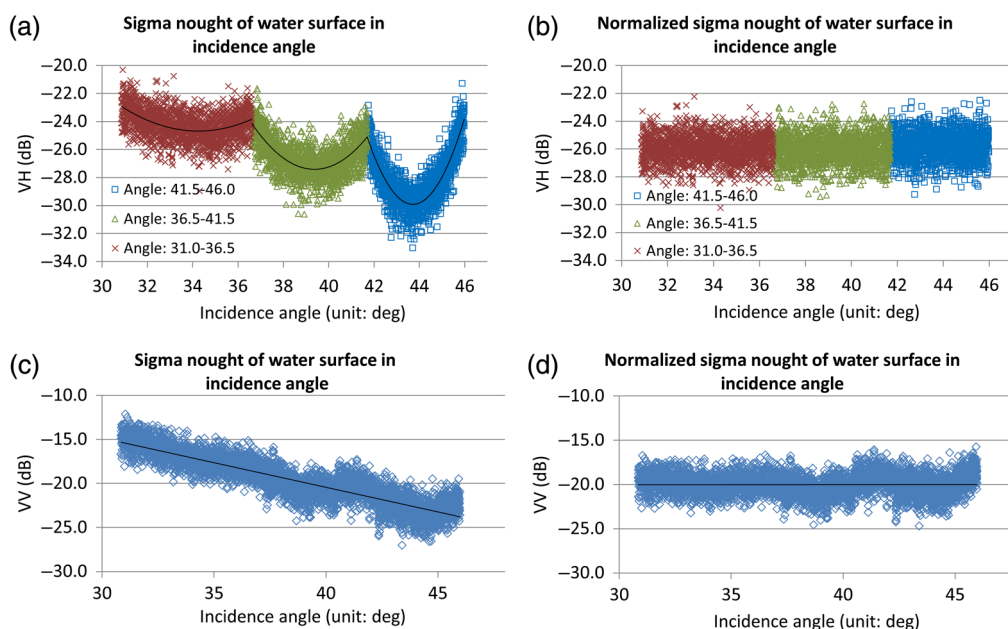 (a)
Sigma nought of water surface in
incidence angle
−20.0
−22.0
−24.0
−26.0
−28.0
−30.0
−32.0
−34.0
VH (dB)
Angle: 41.5-46.0
Angle: 36.5-41.5
Angle: 31.0-36.5
30 32 34 36 38 40 42 44 46
Incidence angle (unit: deg)
(b)
Normalized sigma nought of water surface in
incidence angle
−20.0
−22.0
−24.0
−26.0
−28.0
−30.0
−32.0
−34.0
VH (dB)
Angle: 41.5-46.0
Angle: 36.5-41.5
Angle: 31.0-36.5
30 32 34 36 38 40 42 44 46
Incidence angle (unit: deg)
(c)
Sigma nought of water surface in
incidence angle
−10.0
−15.0
−20.0
−25.0
−30.0
VV (dB)
30 35 40 45
Incidence angle (unit: deg)
(d)
Normalized sigma nought of water surface in
incidence angle
−10.0
−15.0
−20.0
−25.0
−30.0
VV (dB)
30 35 40 45
Incidence angle (unit: deg)